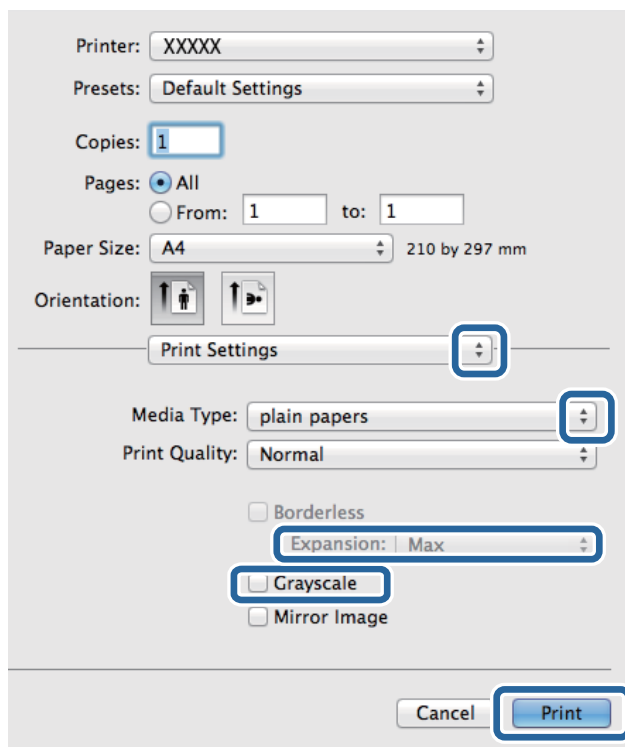 Printer: XXXXX
Presets: Default Settings
Copies: 1
Pages: All
From: 1 to: 1
Paper Size: A4 210 by 297 mm
Orientation:
Print Settings
Media Type: plain papers
Print Quality: Normal
Borderless
Expansion: Max
Grayscale
Mirror Image
Cancel Print